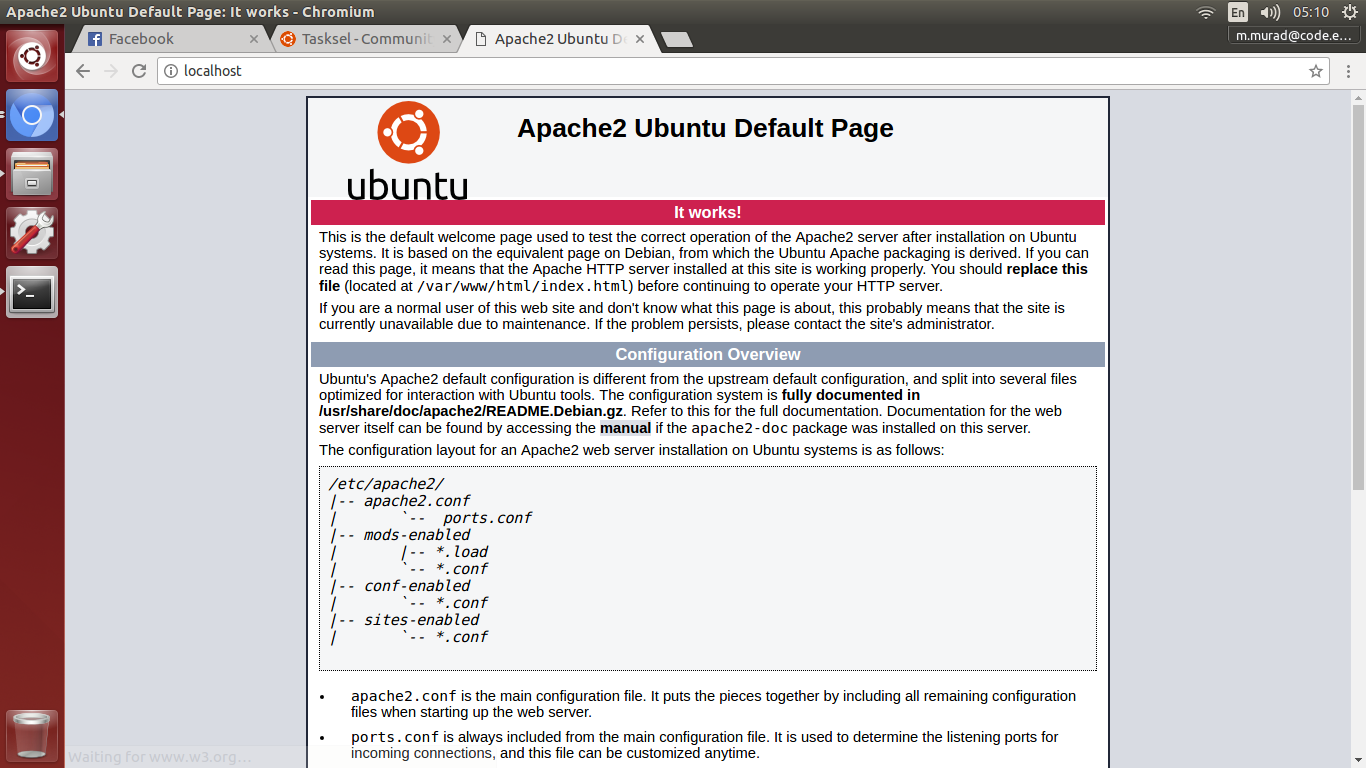 Apache2 Ubuntu Default Page: It works - Chromium
En
05:10
Facebook
Tasksel - Communit
Apache2 Ubuntu De
m.murad@code.e...
localhost
Apache2 Ubuntu Default Page
ubuntu
It works!
This is the default welcome page used to test the correct operation of the Apache2 server after installation on Ubuntu
systems. It is based on the equivalent page on Debian, from which the Ubuntu Apache packaging is derived. If you can
read this page, it means that the Apache HTTP server installed at this site is working properly. You should replace this
file (located at /var/www/html/index.html) before continuing to operate your HTTP server.
If you are a normal user of this web site and don't know what this page is about, this probably means that the site is
currently unavailable due to maintenance. If the problem persists, please contact the site's administrator.
Configuration Overview
Ubuntu's Apache2 default configuration is different from the upstream default configuration, and split into several files
optimized for interaction with Ubuntu tools. The configuration system is fully documented in
/usr/share/doc/apache2/README.Debian.gz. Refer to this for the full documentation. Documentation for the web
server itself can be found by accessing the manual if the apache2-doc package was installed on this server.
The configuration layout for an Apache2 web server installation on Ubuntu systems is as follows:
/etc/apache2/
|-- apache2.conf
|       `--  ports.conf
|-- mods-enabled
|       |-- *.load
|       `-- *.conf
|-- conf-enabled
|       `-- *.conf
|-- sites-enabled
|       `-- *.conf
• apache2.conf is the main configuration file. It puts the pieces together by including all remaining configuration
files when starting up the web server.
• ports.conf is always included from the main configuration file. It is used to determine the listening ports for
incoming connections, and this file can be customized anytime.
Waiting for www.w3.org...